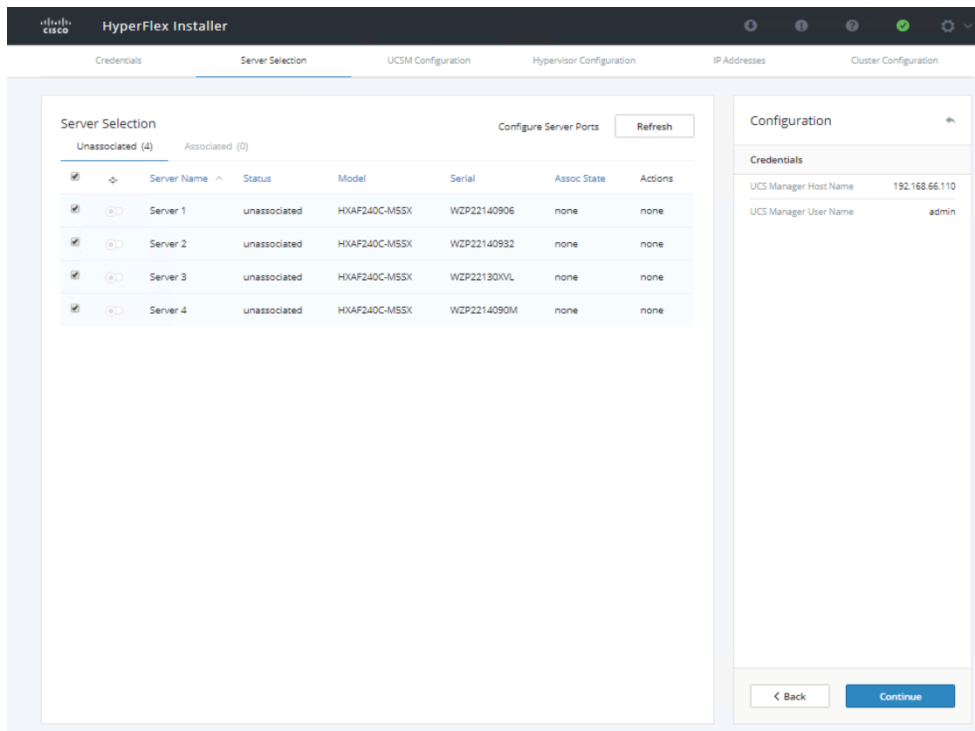 CISCO HyperFlex Installer
Credentials Server Selection UCSM Configuration Hypervisor Configuration IP Addresses Cluster Configuration
Server Selection Configure Server Ports Refresh
Unassociated (4) Associated (0)
Server Name Status Model Serial Assoc State Actions
Server 1 unassociated HXAF240C-M5SX WZP22140906 none none
Server 2 unassociated HXAF240C-M5SX WZP22140932 none none
Server 3 unassociated HXAF240C-M5SX WZP22130XVL none none
Server 4 unassociated HXAF240C-M5SX WZP2214090M none none
Configuration
Credentials
UCS Manager Host Name 192.168.66.110
UCS Manager User Name admin
< Back Continue